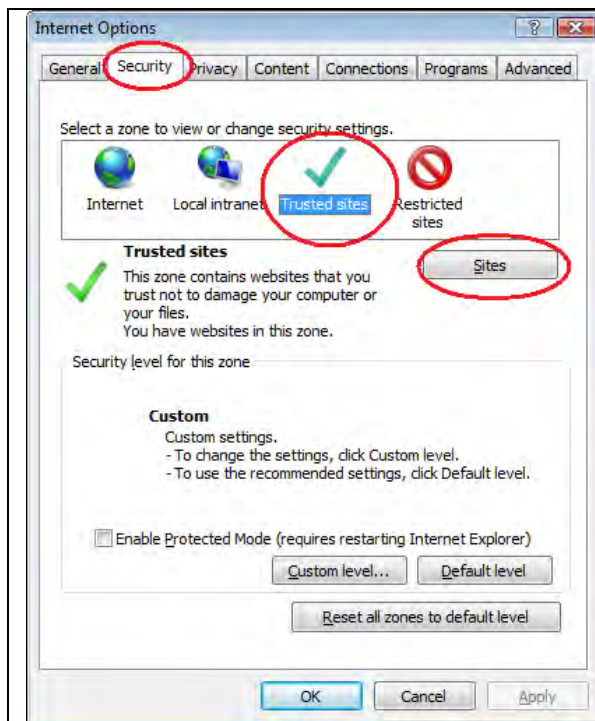 Internet Options
General Security Privacy Content Connections Programs Advanced
Select a zone to view or change security settings.
Internet Local intranet Trusted sites Restricted sites
Trusted sites
Sites
This zone contains websites that you
trust not to damage your computer or
your files.
You have websites in this zone.
Security level for this zone
Custom
Custom settings.
- To change the settings, click Custom level.
- To use the recommended settings, click Default level.
Enable Protected Mode (requires restarting Internet Explorer)
Custom level... Default level
Reset all zones to default level
OK Cancel Apply